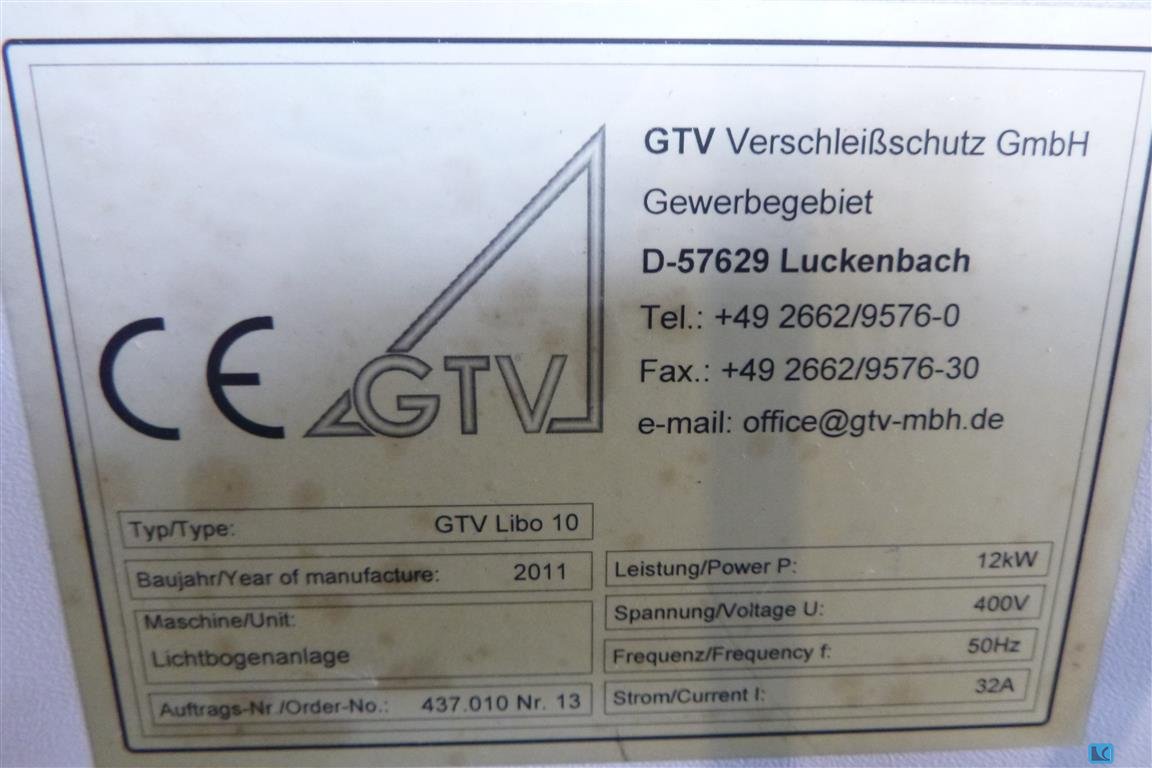 GTV Verschleißschutz GmbH
Gewerbegebiet
D-57629 Luckenbach
Tel.: +49 2662/9576-0
Fax.: +49 2662/9576-30
e-mail: office@gtv-mbh.de
CE
GTV
Typ/Type: GTV Libo 10
Baujahr/Year of manufacture: 2011
Maschine/Unit:
Lichtbogenanlage
Auftrags-Nr./Order-No.: 437.010 Nr. 13
Leistung/Power P: 12kW
Spannung/Voltage U: 400V
Frequenz/Frequency f: 50Hz
Strom/Current I: 32A